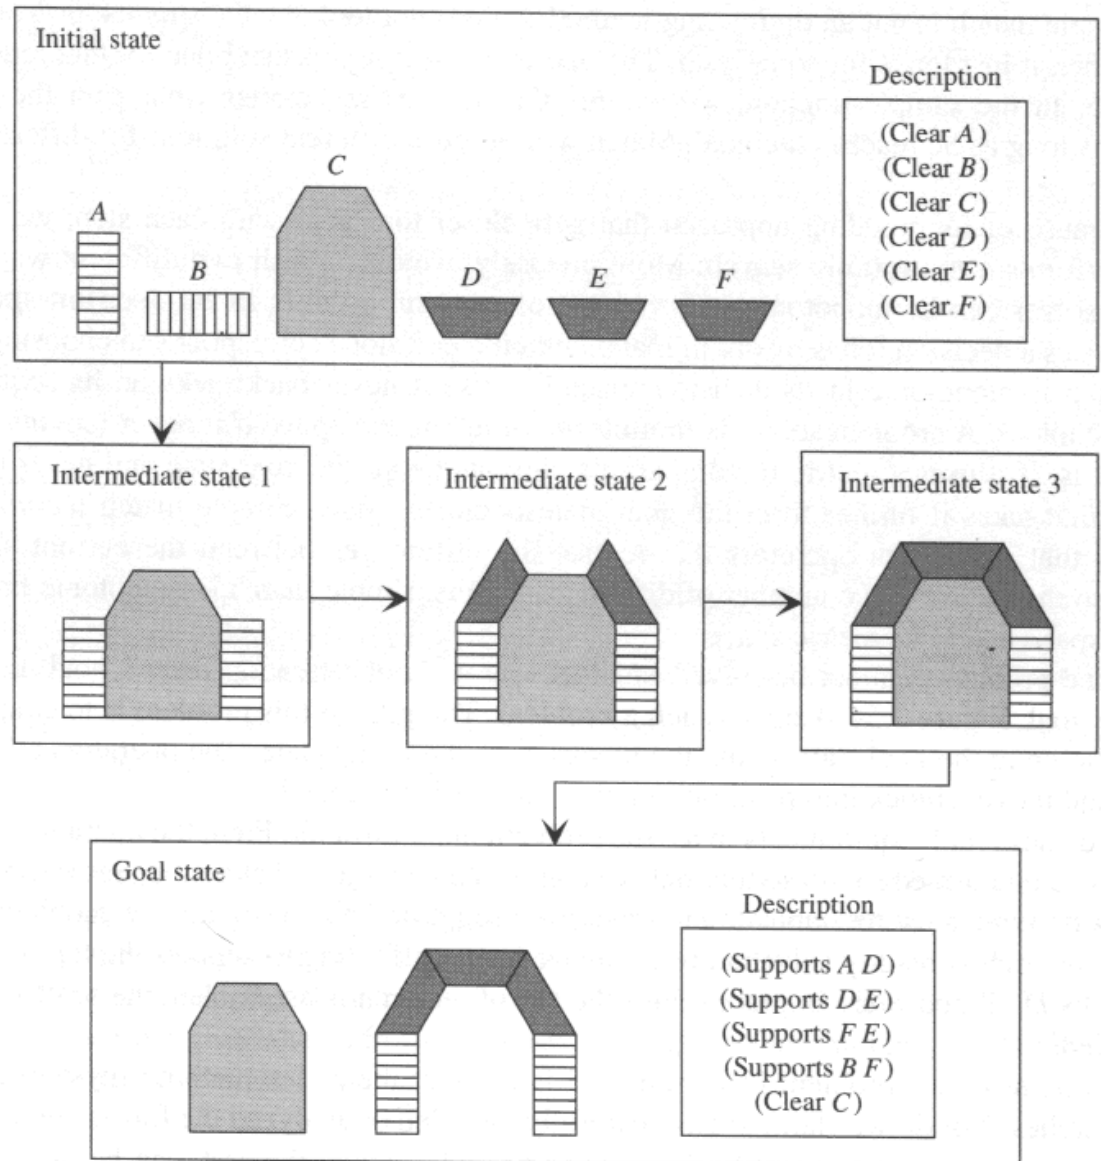 Initial state
Description
(Clear A)
(Clear B)
(Clear C)
(Clear D)
(Clear E)
(Clear F)
A
B
C
D
E
F
Intermediate state 1
Intermediate state 2
Intermediate state 3
Goal state
Description
(Supports A D)
(Supports D E)
(Supports F E)
(Supports B F)
(Clear C)